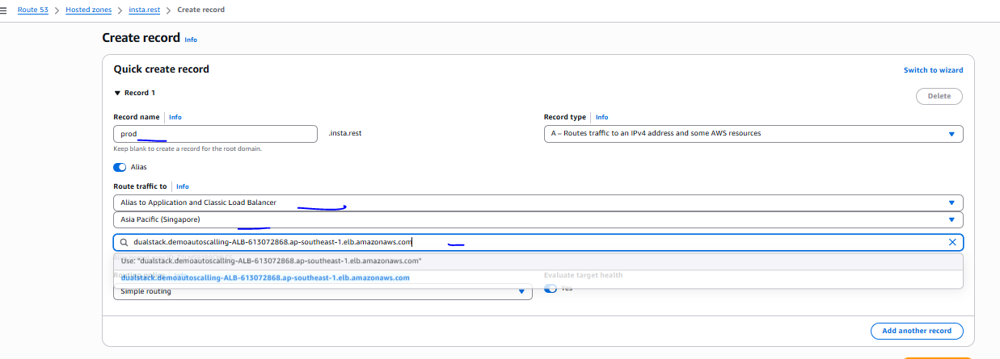 Route 53 > Hosted zones > insta.rest > Create record
Create record Info
Quick create record
Switch to wizard
▼ Record 1
Delete
Record name Info
Record type Info
prod
.insta.rest
A – Routes traffic to an IPv4 address and some AWS resources
Keep blank to create a record for the root domain.
Alias
Route traffic to Info
Alias to Application and Classic Load Balancer
Asia Pacific (Singapore)
dualstack.demoautoscalling-ALB-613072868.ap-southeast-1.elb.amazonaws.com
Use: "dualstack.demoautoscalling-ALB-613072868.ap-southeast-1.elb.amazonaws.com"
Routing policy Info
Evaluate target health
dualstack.demoautoscalling-ALB-613072868.ap-southeast-1.elb.amazonaws.com
Simple routing
Yes
Add another record